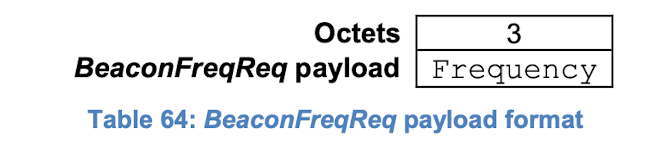 Octets 3
BeaconFreqReq payload Frequency
Table 64: BeaconFreqReq payload format